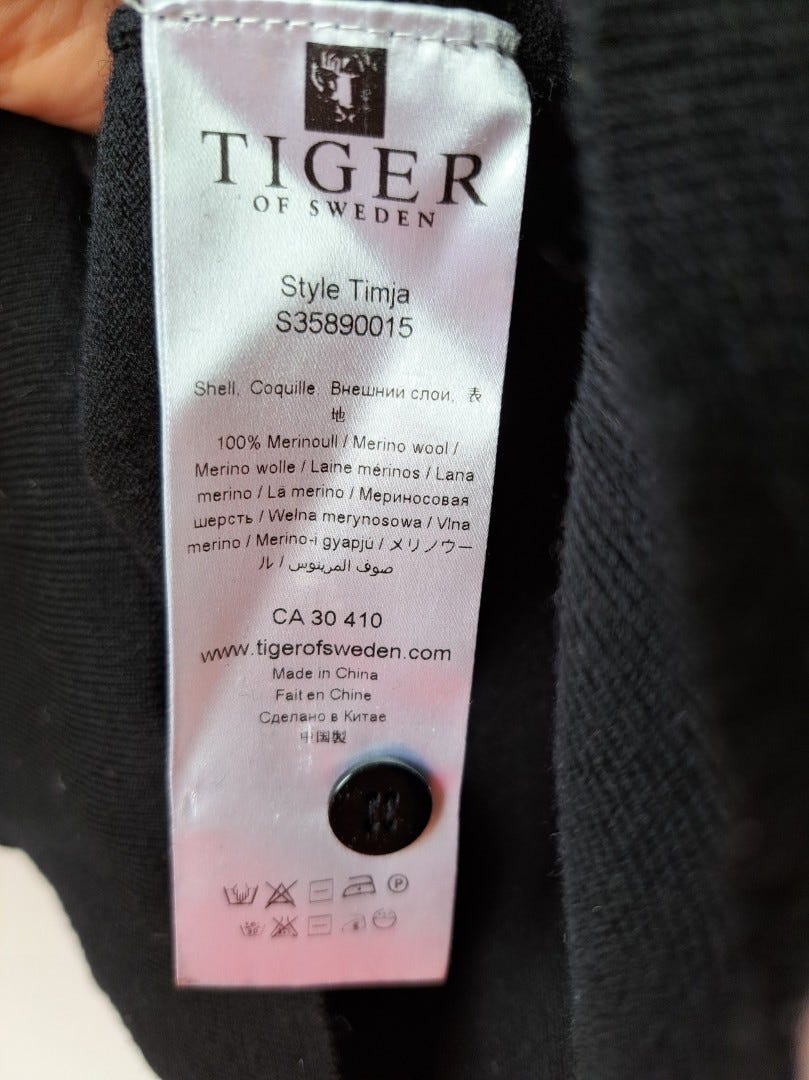 TIGER
OF SWEDEN
Style Timja
S35890015
Shell, Coquille, Внешнии слои, 表
地
100% Merinoull / Merino wool /
Merino wolle / Laine mérinos / Lana
merino / Lã merino / Мериносовая
шерсть / Wełna merynosowa / Vlna
merino / Merino-i gyapjú / メリノウー
ル / صوف المرينوس
CA 30 410
www.tigerofsweden.com
Made in China
Fait en Chine
Сделано в Китае
中国製
P